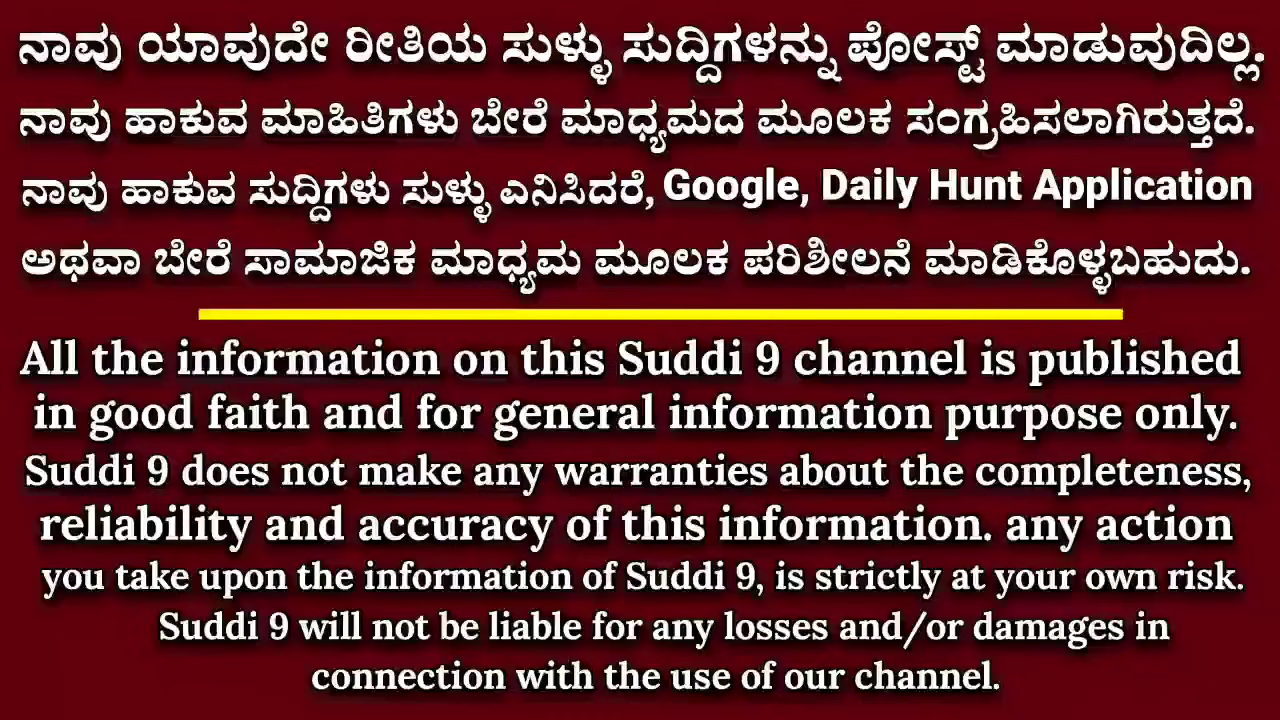 ನಾವು ಯಾವುದೇ ರೀತಿಯ ಸುಳ್ಳು ಸುದ್ದಿಗಳನ್ನು ಪೋಸ್ಟ್ ಮಾಡುವುದಿಲ್ಲ.
ನಾವು ಹಾಕುವ ಮಾಹಿತಿಗಳು ಬೇರೆ ಮಾಧ್ಯಮದ ಮೂಲಕ ಸಂಗ್ರಹಿಸಲಾಗಿರುತ್ತದೆ.
ನಾವು ಹಾಕುವ ಸುದ್ದಿಗಳು ಸುಳ್ಳು ಎನಿಸಿದರೆ, Google, Daily Hunt Application
ಅಥವಾ ಬೇರೆ ಸಾಮಾಜಿಕ ಮಾಧ್ಯಮ ಮೂಲಕ ಪರಿಶೀಲನೆ ಮಾಡಿಕೊಳ್ಳಬಹುದು.
All the information on this Suddi 9 channel is published
in good faith and for general information purpose only.
Suddi 9 does not make any warranties about the completeness,
reliability and accuracy of this information. any action
you take upon the information of Suddi 9, is strictly at your own risk.
Suddi 9 will not be liable for any losses and/or damages in
connection with the use of our channel.